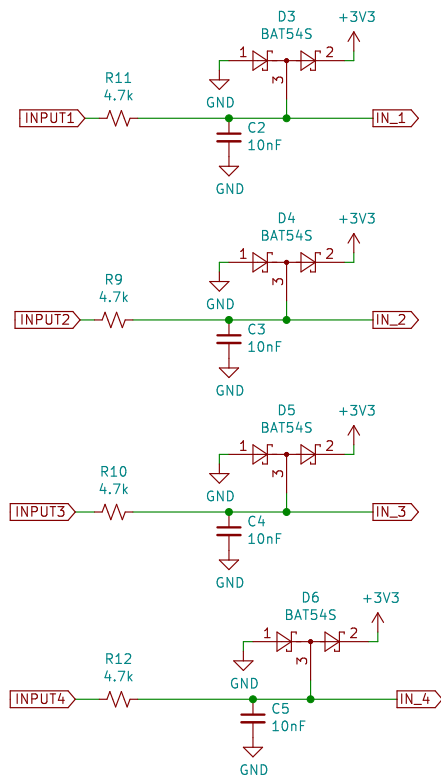 D3
BAT54S
+3V3
1
2
3
GND
R11
4.7k
INPUT1
IN_1
C2
10nF
GND
D4
BAT54S
+3V3
1
2
3
GND
R9
4.7k
INPUT2
IN_2
C3
10nF
GND
D5
BAT54S
+3V3
1
2
3
GND
R10
4.7k
INPUT3
IN_3
C4
10nF
GND
D6
BAT54S
+3V3
1
2
3
GND
R12
4.7k
INPUT4
IN_4
C5
10nF
GND